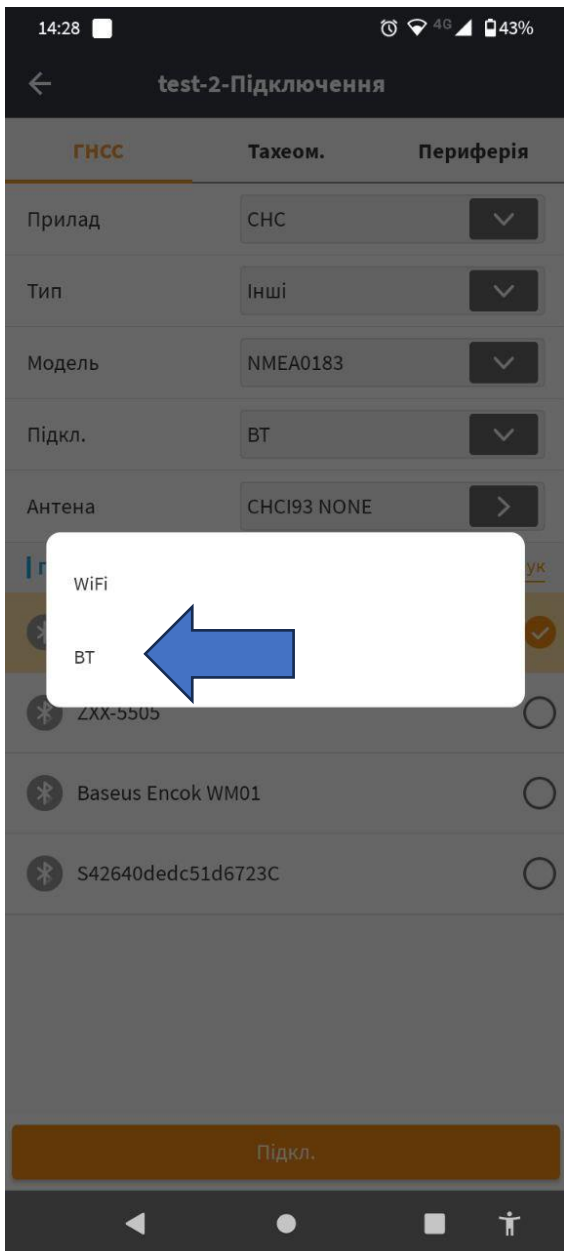 14:28 4G 43%
test-2-Підключення
ГНСС Тахеом. Периферія
Прилад CHC
Тип Інші
Модель NMEA0183
Підкл. BT
Антена CHCI93 NONE
WiFi
BT
ZXX-5505
Baseus Encok WM01
S42640dedc51d6723C
Підкл.